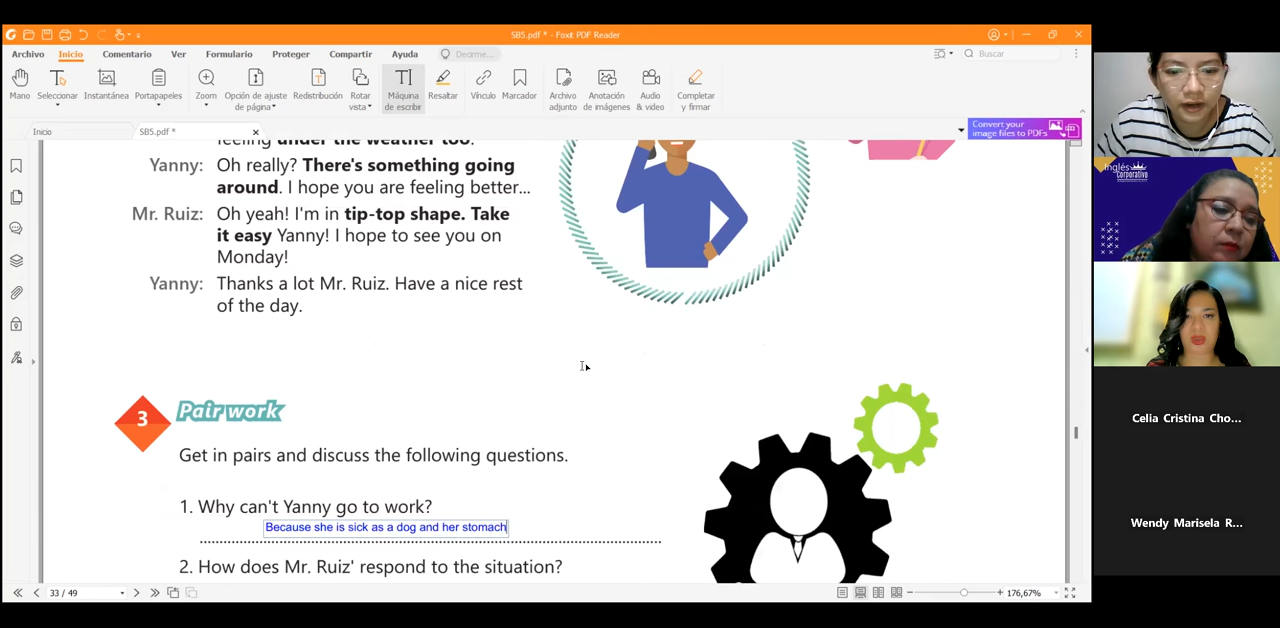 SB5.pdf * - Foxit PDF Reader
Archivo Inicio Comentario Ver Formulario Proteger Compartir Ayuda Decirme... Buscar
Mano Seleccionar Instantánea Portapapeles Zoom Opción de ajuste de página Redistribución Rotar vista Máquina de escribir Resaltar Vínculo Marcador Archivo adjunto Anotación de imágenes Audio & video Completar y firmar
Inicio SB5.pdf *
Convert your
image files to PDFs
feeling under the weather too.
Yanny: Oh really? There's something going
around. I hope you are feeling better...
Mr. Ruiz: Oh yeah! I'm in tip-top shape. Take
it easy Yanny! I hope to see you on
Monday!
Yanny: Thanks a lot Mr. Ruiz. Have a nice rest
of the day.
3 Pair work
Get in pairs and discuss the following questions.
1. Why can't Yanny go to work?
Because she is sick as a dog and her stomach
2. How does Mr. Ruiz' respond to the situation?
33 / 49
176,67%
Inglés
Corporativo
Celia Cristina Cho...
Wendy Marisela R...